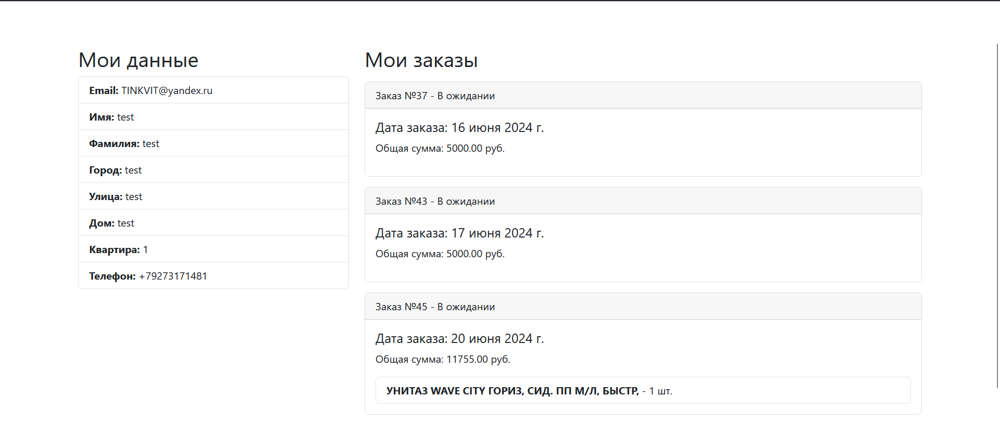 Мои данные
Email: TINKVIT@yandex.ru
Имя: test
Фамилия: test
Город: test
Улица: test
Дом: test
Квартира: 1
Телефон: +79273171481
Мои заказы
Заказ №37 - В ожидании
Дата заказа: 16 июня 2024 г.
Общая сумма: 5000.00 руб.
Заказ №43 - В ожидании
Дата заказа: 17 июня 2024 г.
Общая сумма: 5000.00 руб.
Заказ №45 - В ожидании
Дата заказа: 20 июня 2024 г.
Общая сумма: 11755.00 руб.
УНИТАЗ WAVE CITY ГОРИЗ, СИД. ПП М/Л, БЫСТР, - 1 шт.